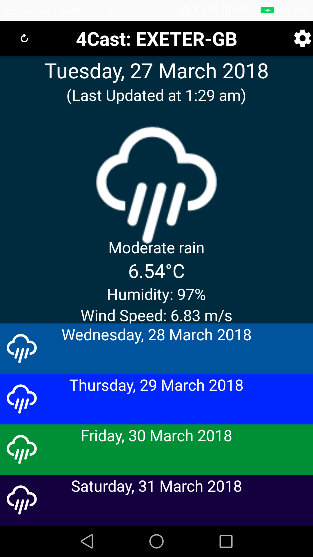 4Cast: EXETER-GB
Tuesday, 27 March 2018
(Last Updated at 1:29 am)
Moderate rain
6.54°C
Humidity: 97%
Wind Speed: 6.83 m/s
Wednesday, 28 March 2018
Thursday, 29 March 2018
Friday, 30 March 2018
Saturday, 31 March 2018